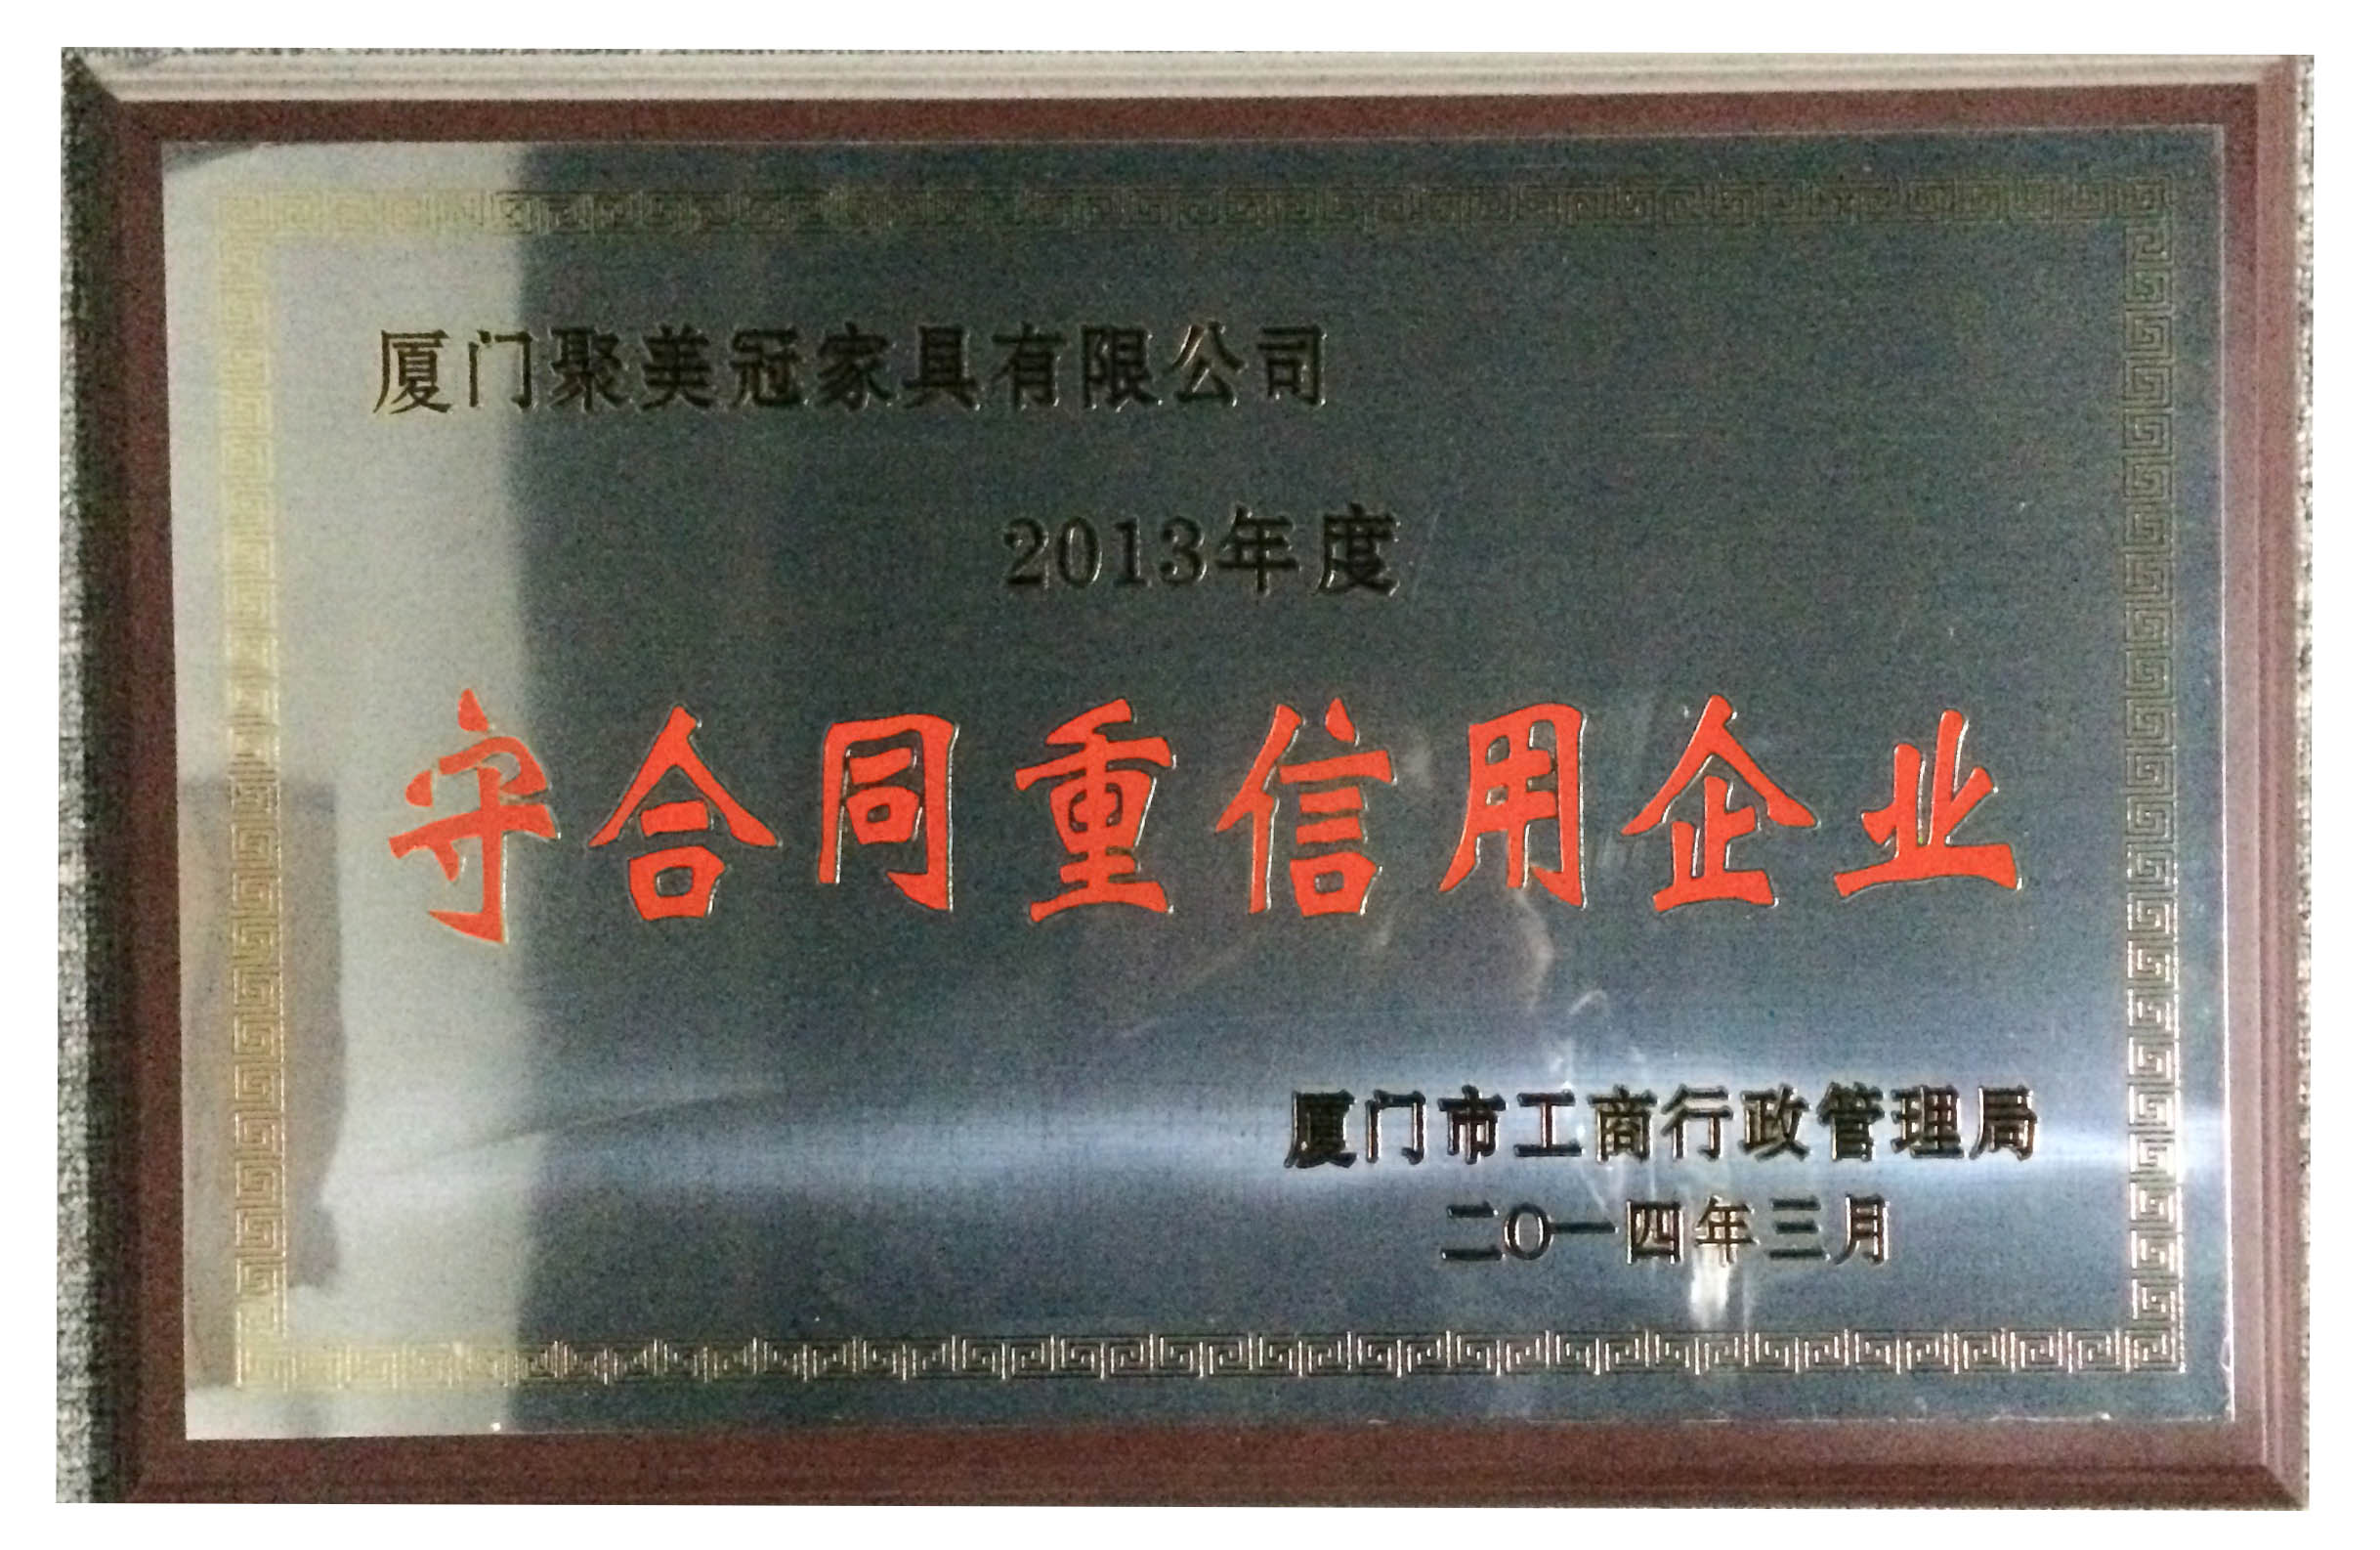 厦门聚美冠家具有限公司
2013年度
守合同重信用企业
厦门市工商行政管理局
二〇一四年三月